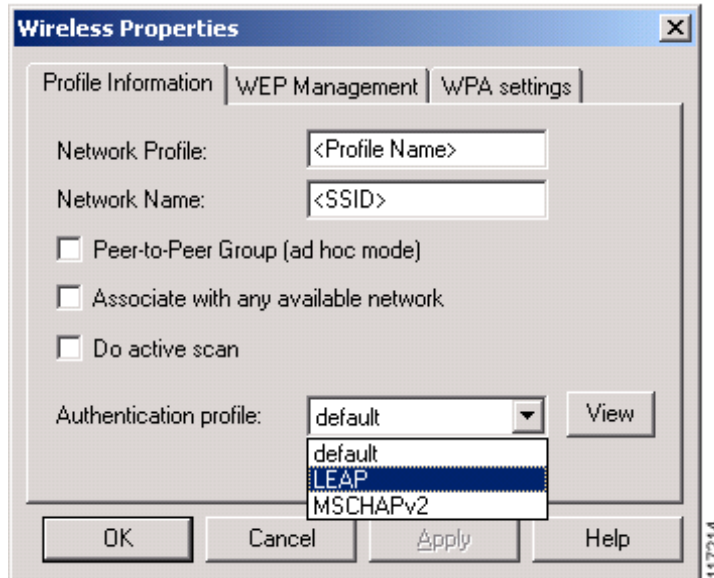 Wireless Properties
Profile Information WEP Management WPA settings
Network Profile: <Profile Name>
Network Name: <SSID>
Peer-to-Peer Group (ad hoc mode)
Associate with any available network
Do active scan
Authentication profile: default View
default
LEAP
MSCHAPv2
OK Cancel Apply Help